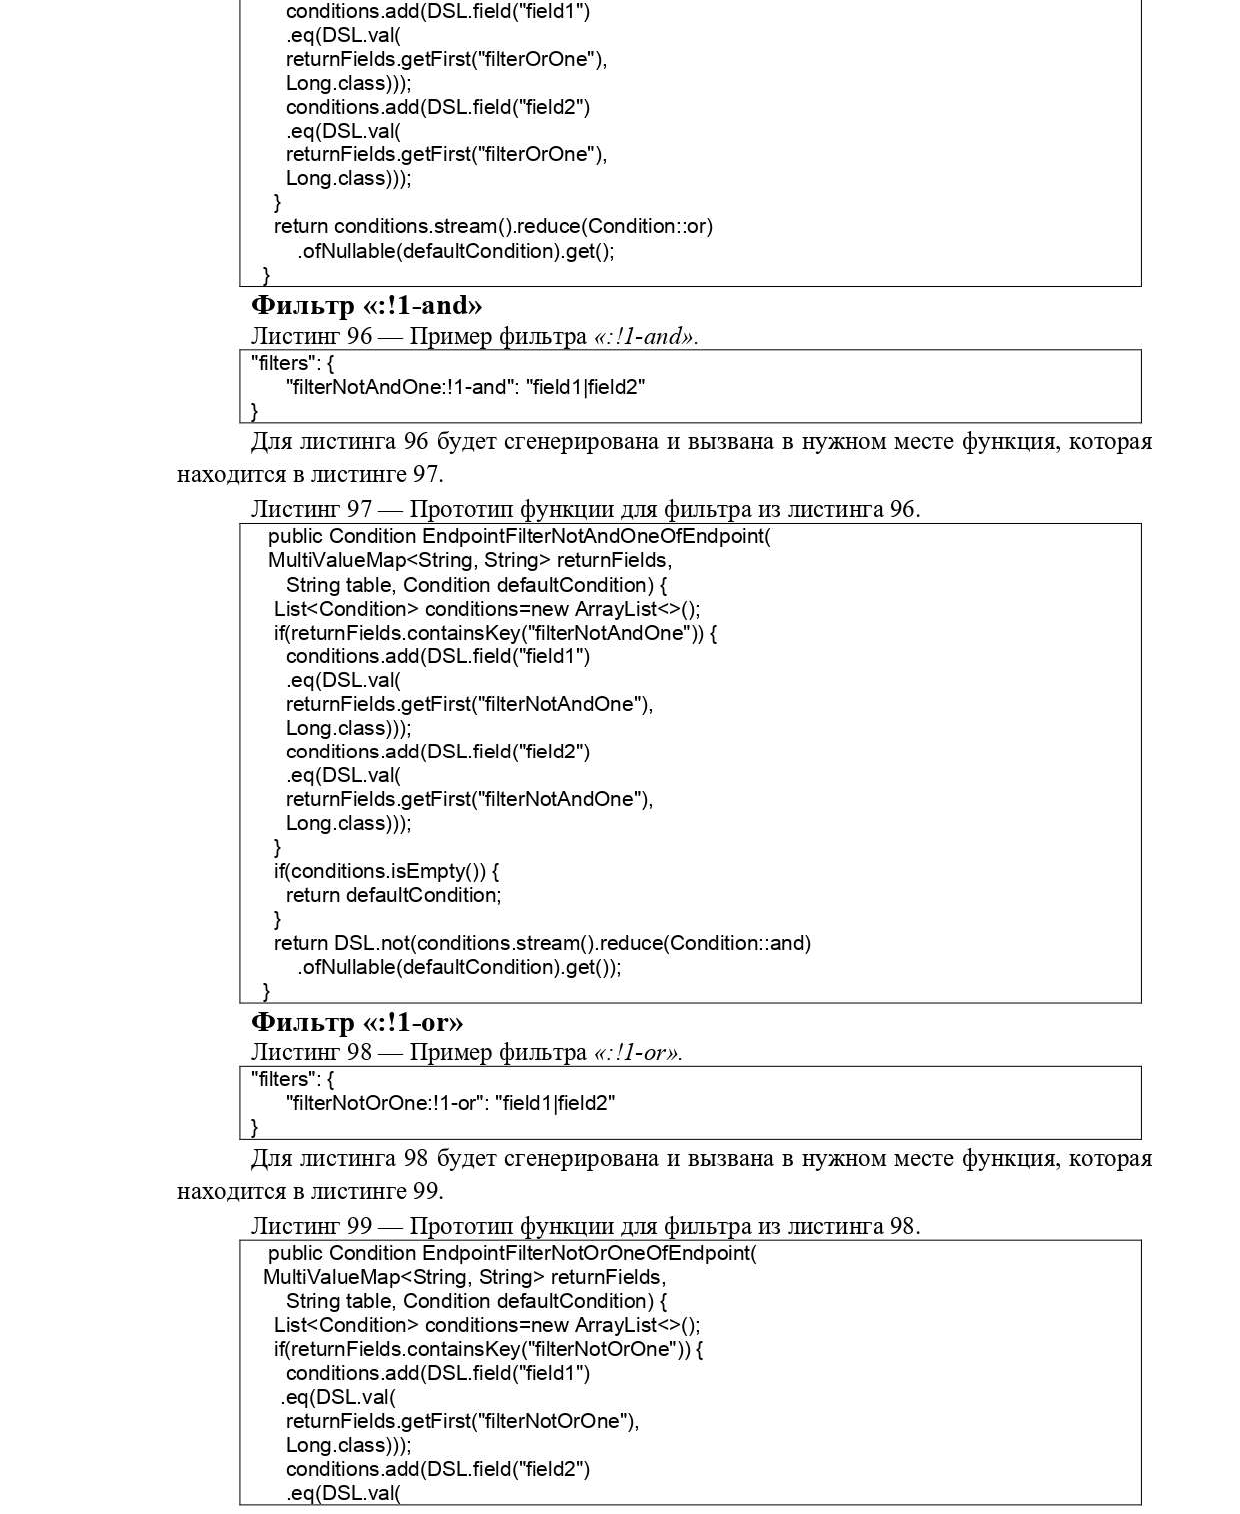 conditions.add(DSL.field("field1")
.eq(DSL.val(
returnFields.getFirst("filterOrOne"),
Long.class)));
conditions.add(DSL.field("field2")
.eq(DSL.val(
returnFields.getFirst("filterOrOne"),
Long.class)));
}
return conditions.stream().reduce(Condition::or)
.ofNullable(defaultCondition).get();
}
Фильтр «:!1-and»
Листинг 96 — Пример фильтра «:!1-and».
"filters": {
"filterNotAndOne:!1-and": "field1|field2"
}
Для листинга 96 будет сгенерирована и вызвана в нужном месте функция, которая
находится в листинге 97.
Листинг 97 — Прототип функции для фильтра из листинга 96.
public Condition EndpointFilterNotAndOneOfEndpoint(
MultiValueMap<String, String> returnFields,
String table, Condition defaultCondition) {
List<Condition> conditions=new ArrayList<>();
if(returnFields.containsKey("filterNotAndOne")) {
conditions.add(DSL.field("field1")
.eq(DSL.val(
returnFields.getFirst("filterNotAndOne"),
Long.class)));
conditions.add(DSL.field("field2")
.eq(DSL.val(
returnFields.getFirst("filterNotAndOne"),
Long.class)));
}
if(conditions.isEmpty()) {
return defaultCondition;
}
return DSL.not(conditions.stream().reduce(Condition::and)
.ofNullable(defaultCondition).get());
}
Фильтр «:!1-or»
Листинг 98 — Пример фильтра «:!1-or».
"filters": {
"filterNotOrOne:!1-or": "field1|field2"
}
Для листинга 98 будет сгенерирована и вызвана в нужном месте функция, которая
находится в листинге 99.
Листинг 99 — Прототип функции для фильтра из листинга 98.
public Condition EndpointFilterNotOrOneOfEndpoint(
MultiValueMap<String, String> returnFields,
String table, Condition defaultCondition) {
List<Condition> conditions=new ArrayList<>();
if(returnFields.containsKey("filterNotOrOne")) {
conditions.add(DSL.field("field1")
.eq(DSL.val(
returnFields.getFirst("filterNotOrOne"),
Long.class)));
conditions.add(DSL.field("field2")
.eq(DSL.val(